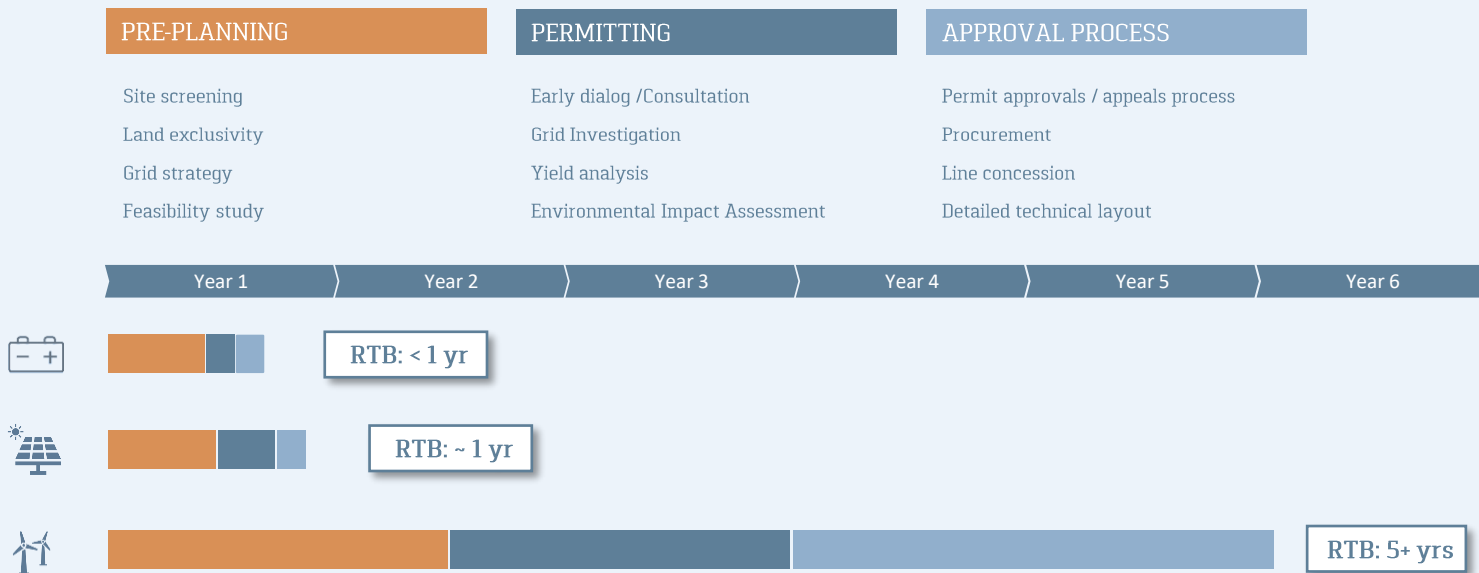 PRE-PLANNING
Site screening
Land exclusivity
Grid strategy
Feasibility study
PERMITTING
Early dialog /Consultation
Grid Investigation
Yield analysis
Environmental Impact Assessment
APPROVAL PROCESS
Permit approvals / appeals process
Procurement
Line concession
Detailed technical layout
Year 1
Year 2
Year 3
Year 4
Year 5
Year 6
RTB: < 1 yr
RTB: ~ 1 yr
RTB: 5+ yrs